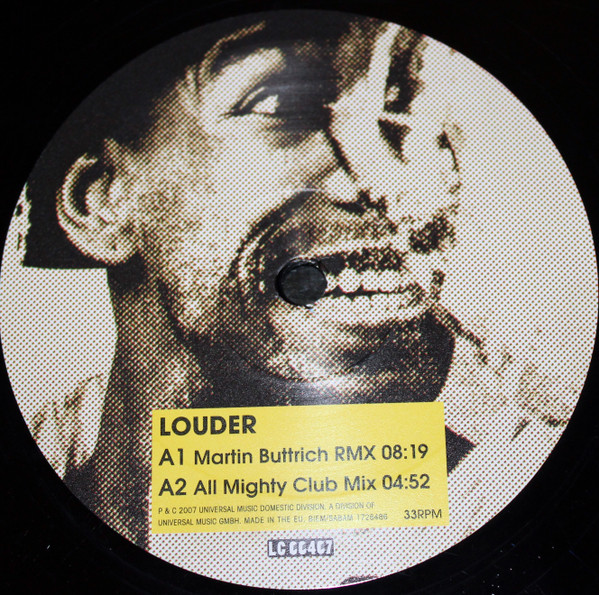 LOUDER
A1 Martin Buttrich RMX 08:19
A2 All Mighty Club Mix 04:52
P & C 2007 UNIVERSAL MUSIC DOMESTIC DIVISION, A DIVISION OF
UNIVERSAL MUSIC GMBH. MADE IN THE EU. BIEM/SABAM 1726486 33RPM
LC 00407